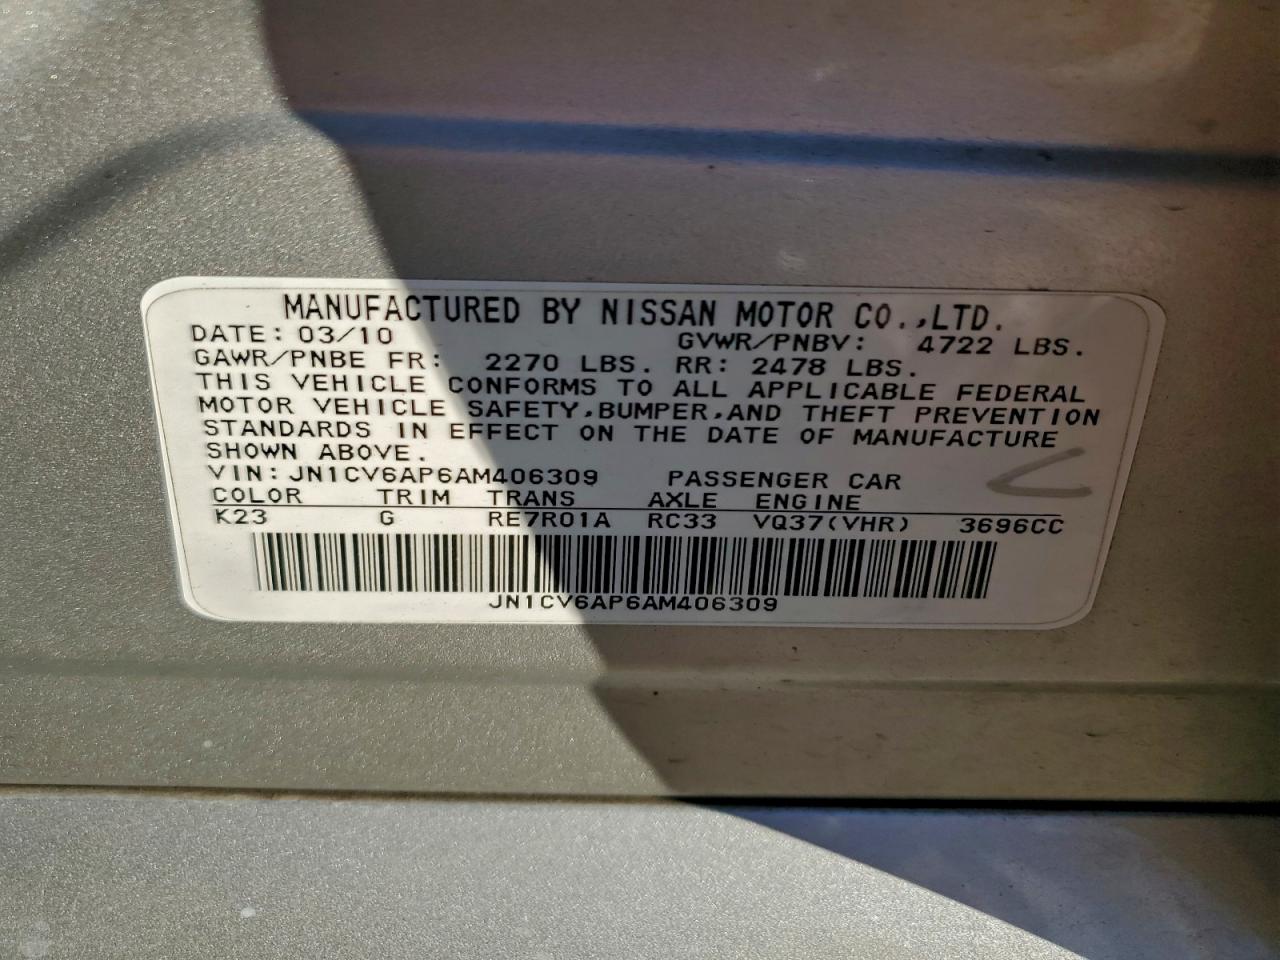 MANUFACTURED BY NISSAN MOTOR CO.,LTD.
DATE: 03/10 GVWR/PNBV: 4722 LBS.
GAWR/PNBE FR: 2270 LBS. RR: 2478 LBS.
THIS VEHICLE CONFORMS TO ALL APPLICABLE FEDERAL
MOTOR VEHICLE SAFETY,BUMPER,AND THEFT PREVENTION
STANDARDS IN EFFECT ON THE DATE OF MANUFACTURE
SHOWN ABOVE.
VIN: JN1CV6AP6AM406309 PASSENGER CAR
COLOR TRIM TRANS AXLE ENGINE
K23 G RE7R01A RC33 VQ37(VHR) 3696CC
JN1CV6AP6AM406309